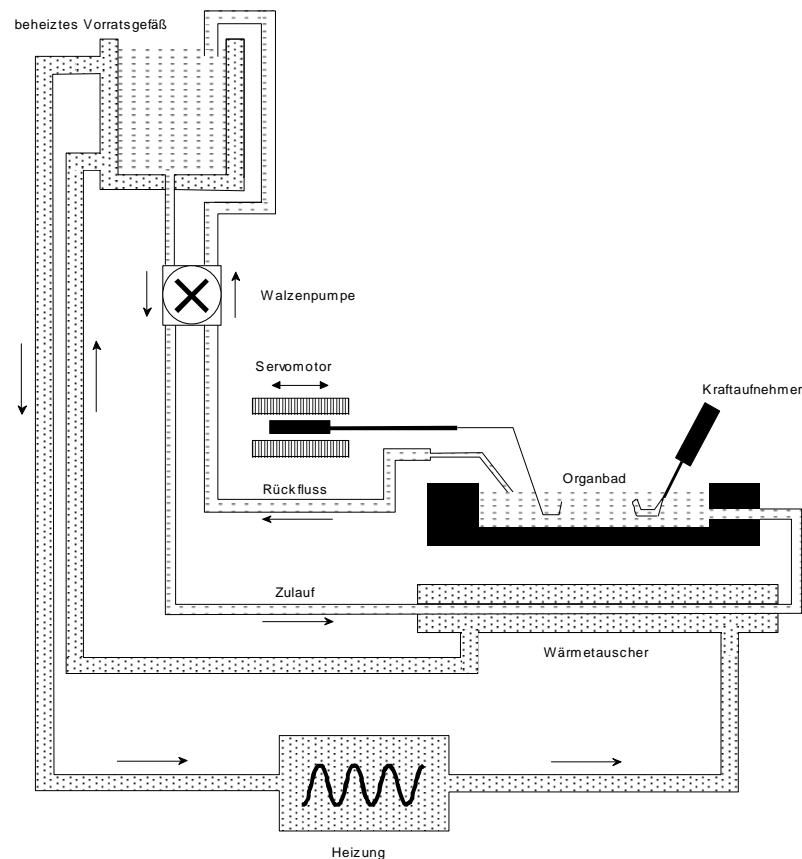 beheiztes Vorratsgefäß
Walzenpumpe
Servomotor
Kraftaufnehmer
Organbad
Rückfluss
Zulauf
Wärmetauscher
Heizung